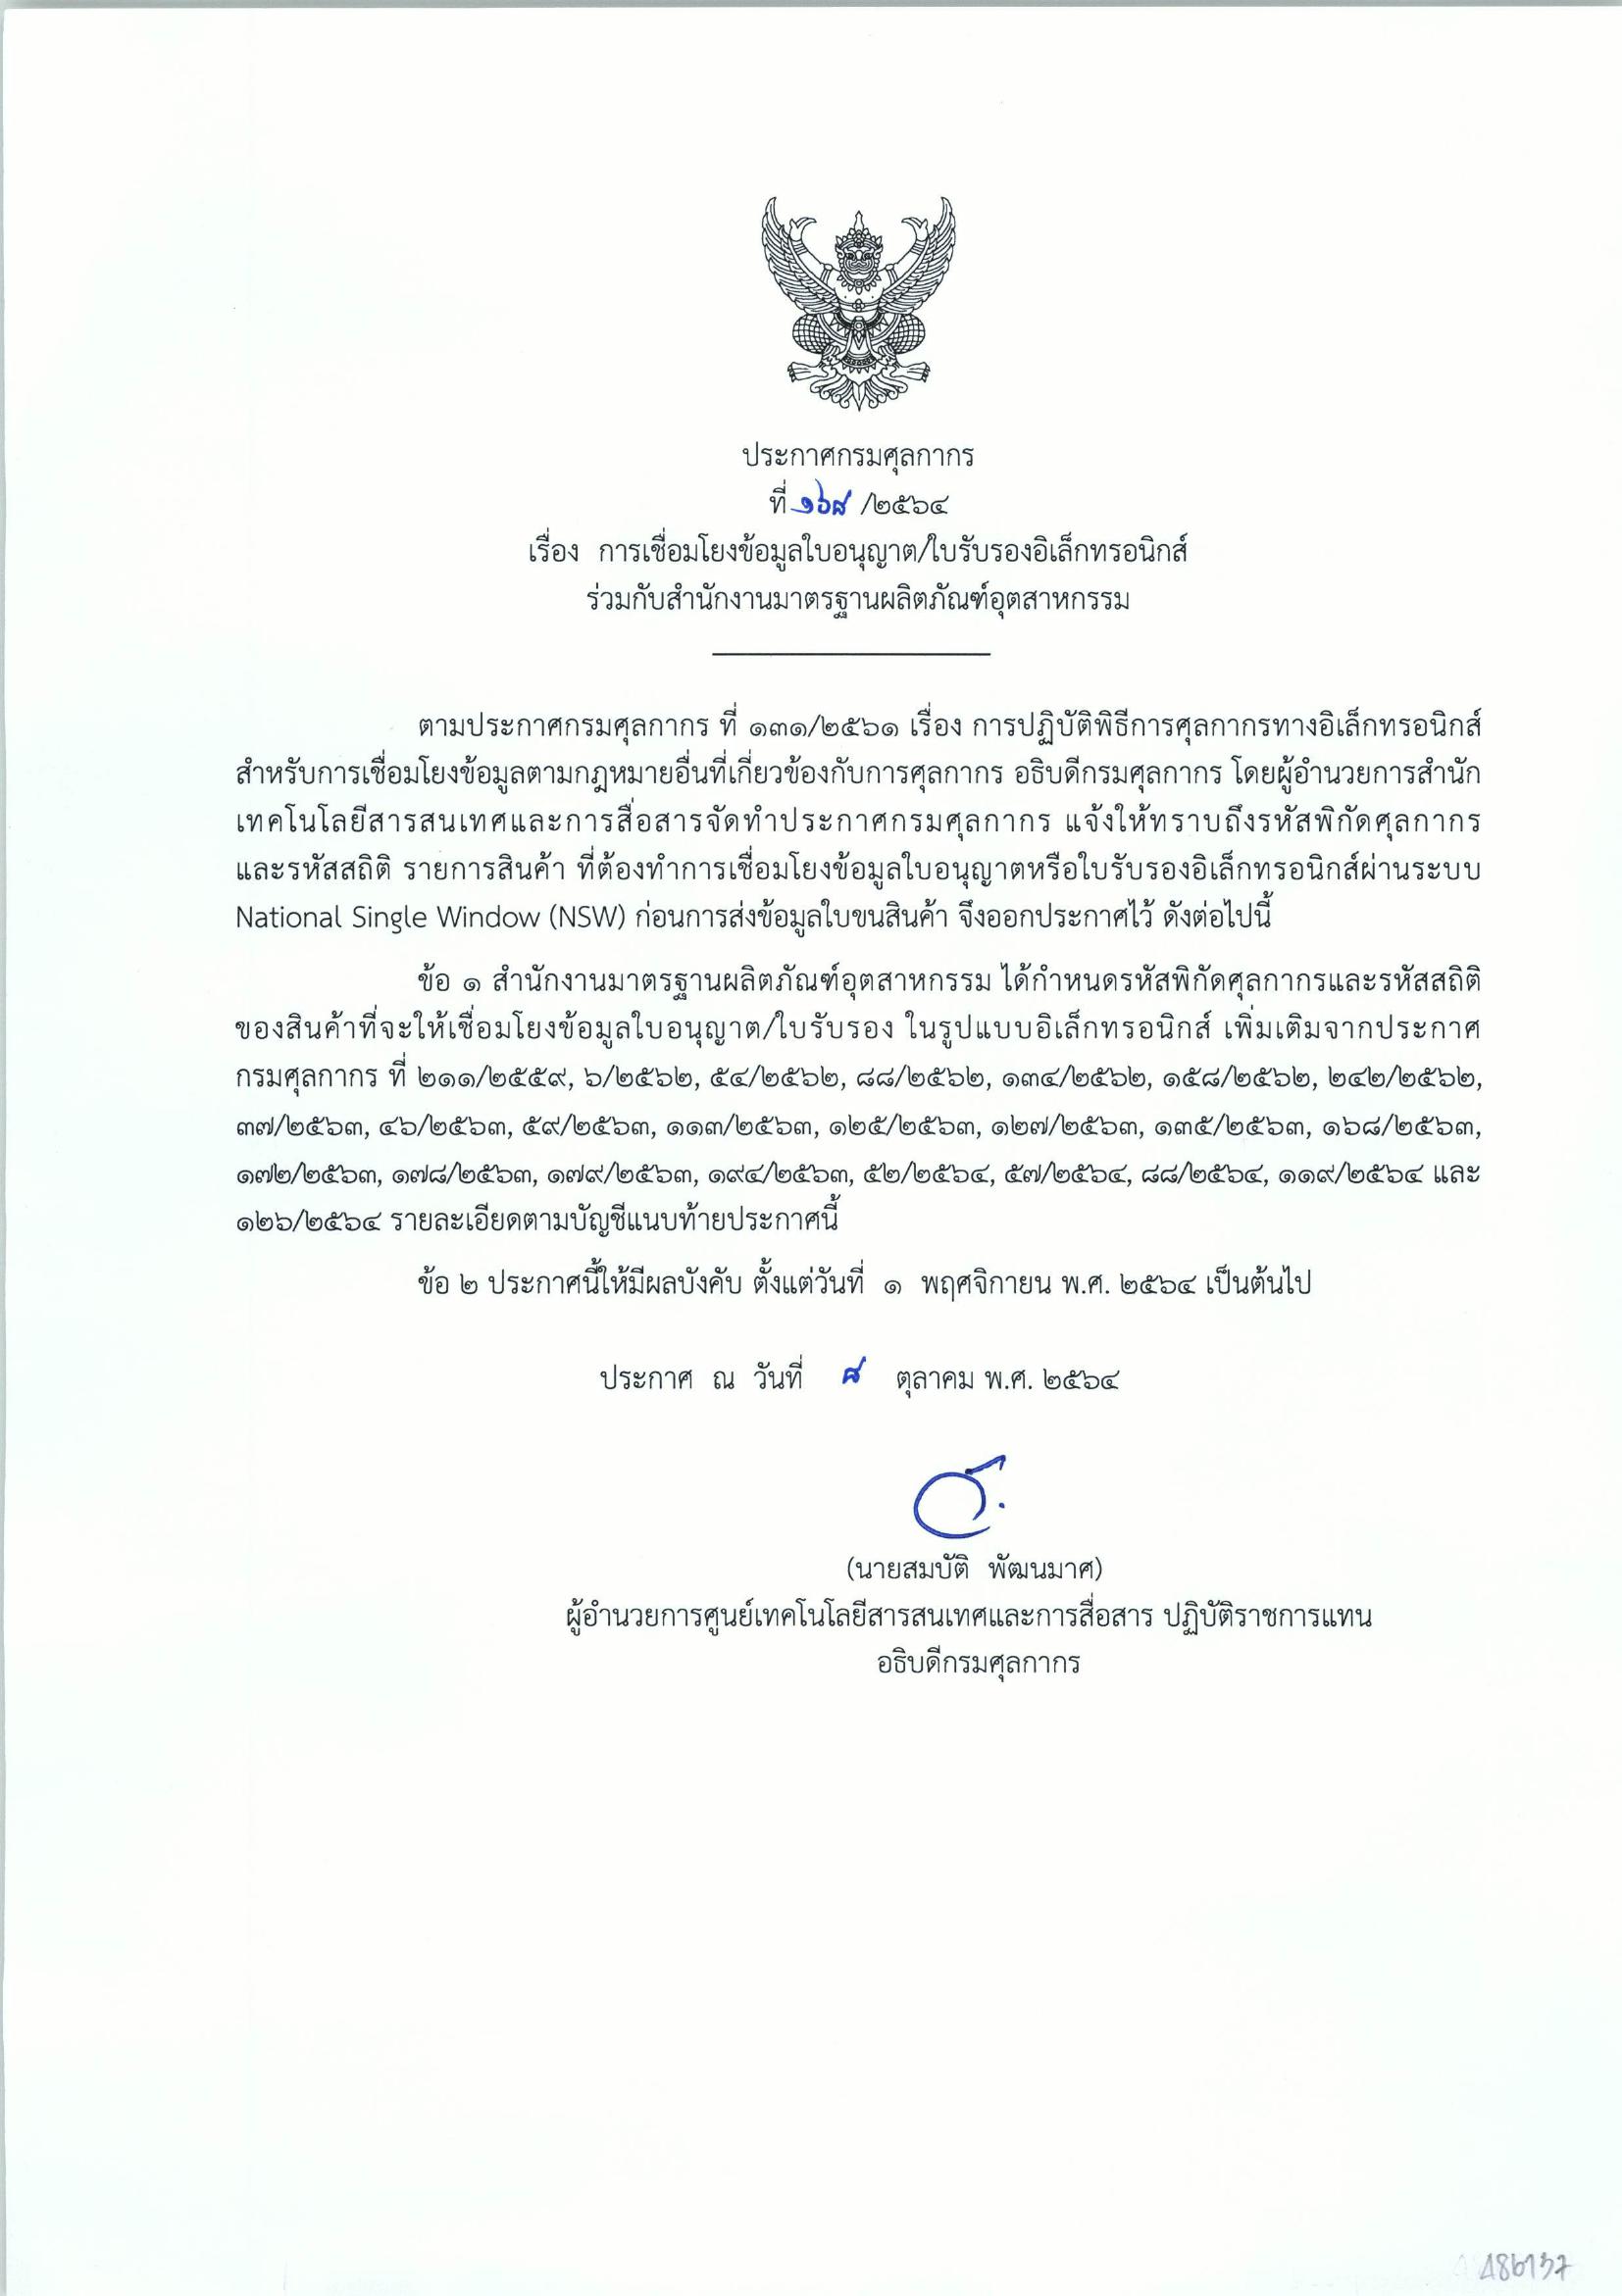 ประกาศกรมศุลกากร
ที่ ๑๖๘ /๒๕๖๔
เรื่อง การเชื่อมโยงข้อมูลใบอนุญาต/ใบรับรองอิเล็กทรอนิกส์
ร่วมกับสำนักงานมาตรฐานผลิตภัณฑ์อุตสาหกรรม
ตามประกาศกรมศุลกากร ที่ ๑๓๑/๒๕๖๑ เรื่อง การปฏิบัติพิธีการศุลกากรทางอิเล็กทรอนิกส์
สำหรับการเชื่อมโยงข้อมูลตามกฎหมายอื่นที่เกี่ยวข้องกับการศุลกากร อธิบดีกรมศุลกากร โดยผู้อำนวยการสำนัก
เทคโนโลยีสารสนเทศและการสื่อสารจัดทำประกาศกรมศุลกากร แจ้งให้ทราบถึงรหัสพิกัดศุลกากร
และรหัสสถิติ รายการสินค้า ที่ต้องทำการเชื่อมโยงข้อมูลใบอนุญาตหรือใบรับรองอิเล็กทรอนิกส์ผ่านระบบ
National Single Window (NSW) ก่อนการส่งข้อมูลใบขนสินค้า จึงออกประกาศไว้ ดังต่อไปนี้
ข้อ ๑ สำนักงานมาตรฐานผลิตภัณฑ์อุตสาหกรรม ได้กำหนดรหัสพิกัดศุลกากรและรหัสสถิติ
ของสินค้าที่จะให้เชื่อมโยงข้อมูลใบอนุญาต/ใบรับรอง ในรูปแบบอิเล็กทรอนิกส์ เพิ่มเติมจากประกาศ
กรมศุลกากร ที่ ๒๑๑/๒๕๕๙, ๖/๒๕๖๒, ๕๔/๒๕๖๒, ๘๘/๒๕๖๒, ๑๓๔/๒๕๖๒, ๑๕๘/๒๕๖๒, ๒๔๒/๒๕๖๒,
๓๗/๒๕๖๓, ๔๖/๒๕๖๓, ๕๙/๒๕๖๓, ๑๑๓/๒๕๖๓, ๑๒๕/๒๕๖๓, ๑๒๗/๒๕๖๓, ๑๓๕/๒๕๖๓, ๑๖๘/๒๕๖๓,
๑๗๒/๒๕๖๓, ๑๗๘/๒๕๖๓, ๑๗๙/๒๕๖๓, ๑๙๔/๒๕๖๓, ๕๒/๒๕๖๔, ๕๗/๒๕๖๔, ๘๘/๒๕๖๔, ๑๑๙/๒๕๖๔ และ
๑๒๖/๒๕๖๔ รายละเอียดตามบัญชีแนบท้ายประกาศนี้
ข้อ ๒ ประกาศนี้ให้มีผลบังคับ ตั้งแต่วันที่ ๑ พฤศจิกายน พ.ศ. ๒๕๖๔ เป็นต้นไป
ประกาศ ณ วันที่ ๘ ตุลาคม พ.ศ. ๒๕๖๔
(นายสมบัติ พัฒนมาศ)
ผู้อำนวยการศูนย์เทคโนโลยีสารสนเทศและการสื่อสาร ปฏิบัติราชการแทน
อธิบดีกรมศุลกากร